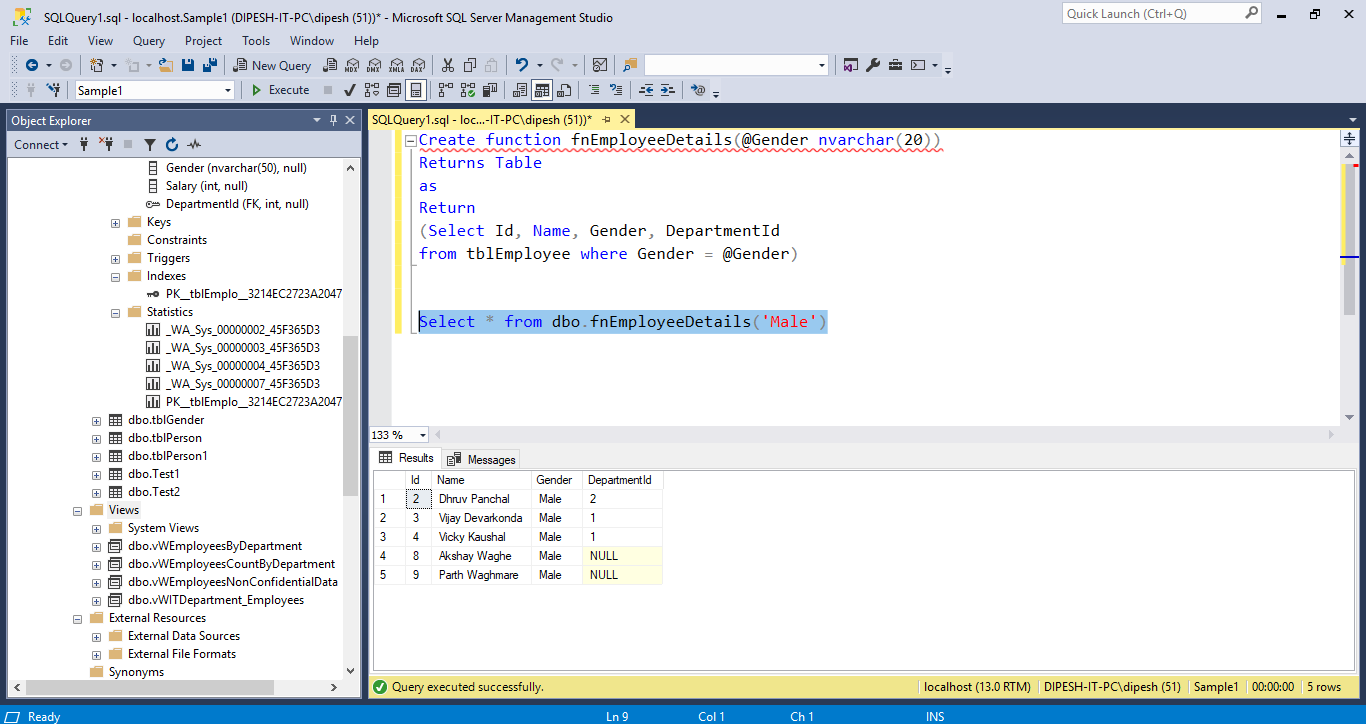 SQLQuery1.sql - localhost.Sample1 (DIPESH-IT-PC\dipesh (51))* - Microsoft SQL Server Management Studio
Quick Launch (Ctrl+Q)
File Edit View Query Project Tools Window Help
New Query MDX DMX XMLA DAX
Sample1 Execute
Object Explorer
Connect
Gender (nvarchar(50), null)
Salary (int, null)
DepartmentId (FK, int, null)
Keys
Constraints
Triggers
Indexes
PK__tblEmplo__3214EC2723A2047
Statistics
_WA_Sys_00000002_45F365D3
_WA_Sys_00000003_45F365D3
_WA_Sys_00000004_45F365D3
_WA_Sys_00000007_45F365D3
PK__tblEmplo__3214EC2723A2047
dbo.tblGender
dbo.tblPerson
dbo.tblPerson1
dbo.Test1
dbo.Test2
Views
System Views
dbo.vWEmployeesByDepartment
dbo.vWEmployeesCountByDepartment
dbo.vWEmployeesNonConfidentialData
dbo.vWITDepartment_Employees
External Resources
External Data Sources
External File Formats
Synonyms
SQLQuery1.sql - loc...-IT-PC\dipesh (51))*
Create function fnEmployeeDetails(@Gender nvarchar(20))
Returns Table
as
Return
(Select Id, Name, Gender, DepartmentId
from tblEmployee where Gender = @Gender)
Select * from dbo.fnEmployeeDetails('Male')
133 %
Results Messages
Id Name Gender DepartmentId
1 2 Dhruv Panchal Male 2
2 3 Vijay Devarkonda Male 1
3 4 Vicky Kaushal Male 1
4 8 Akshay Waghe Male NULL
5 9 Parth Waghmare Male NULL
Query executed successfully. localhost (13.0 RTM) DIPESH-IT-PC\dipesh (51) Sample1 00:00:00 5 rows
Ready Ln 9 Col 1 Ch 1 INS